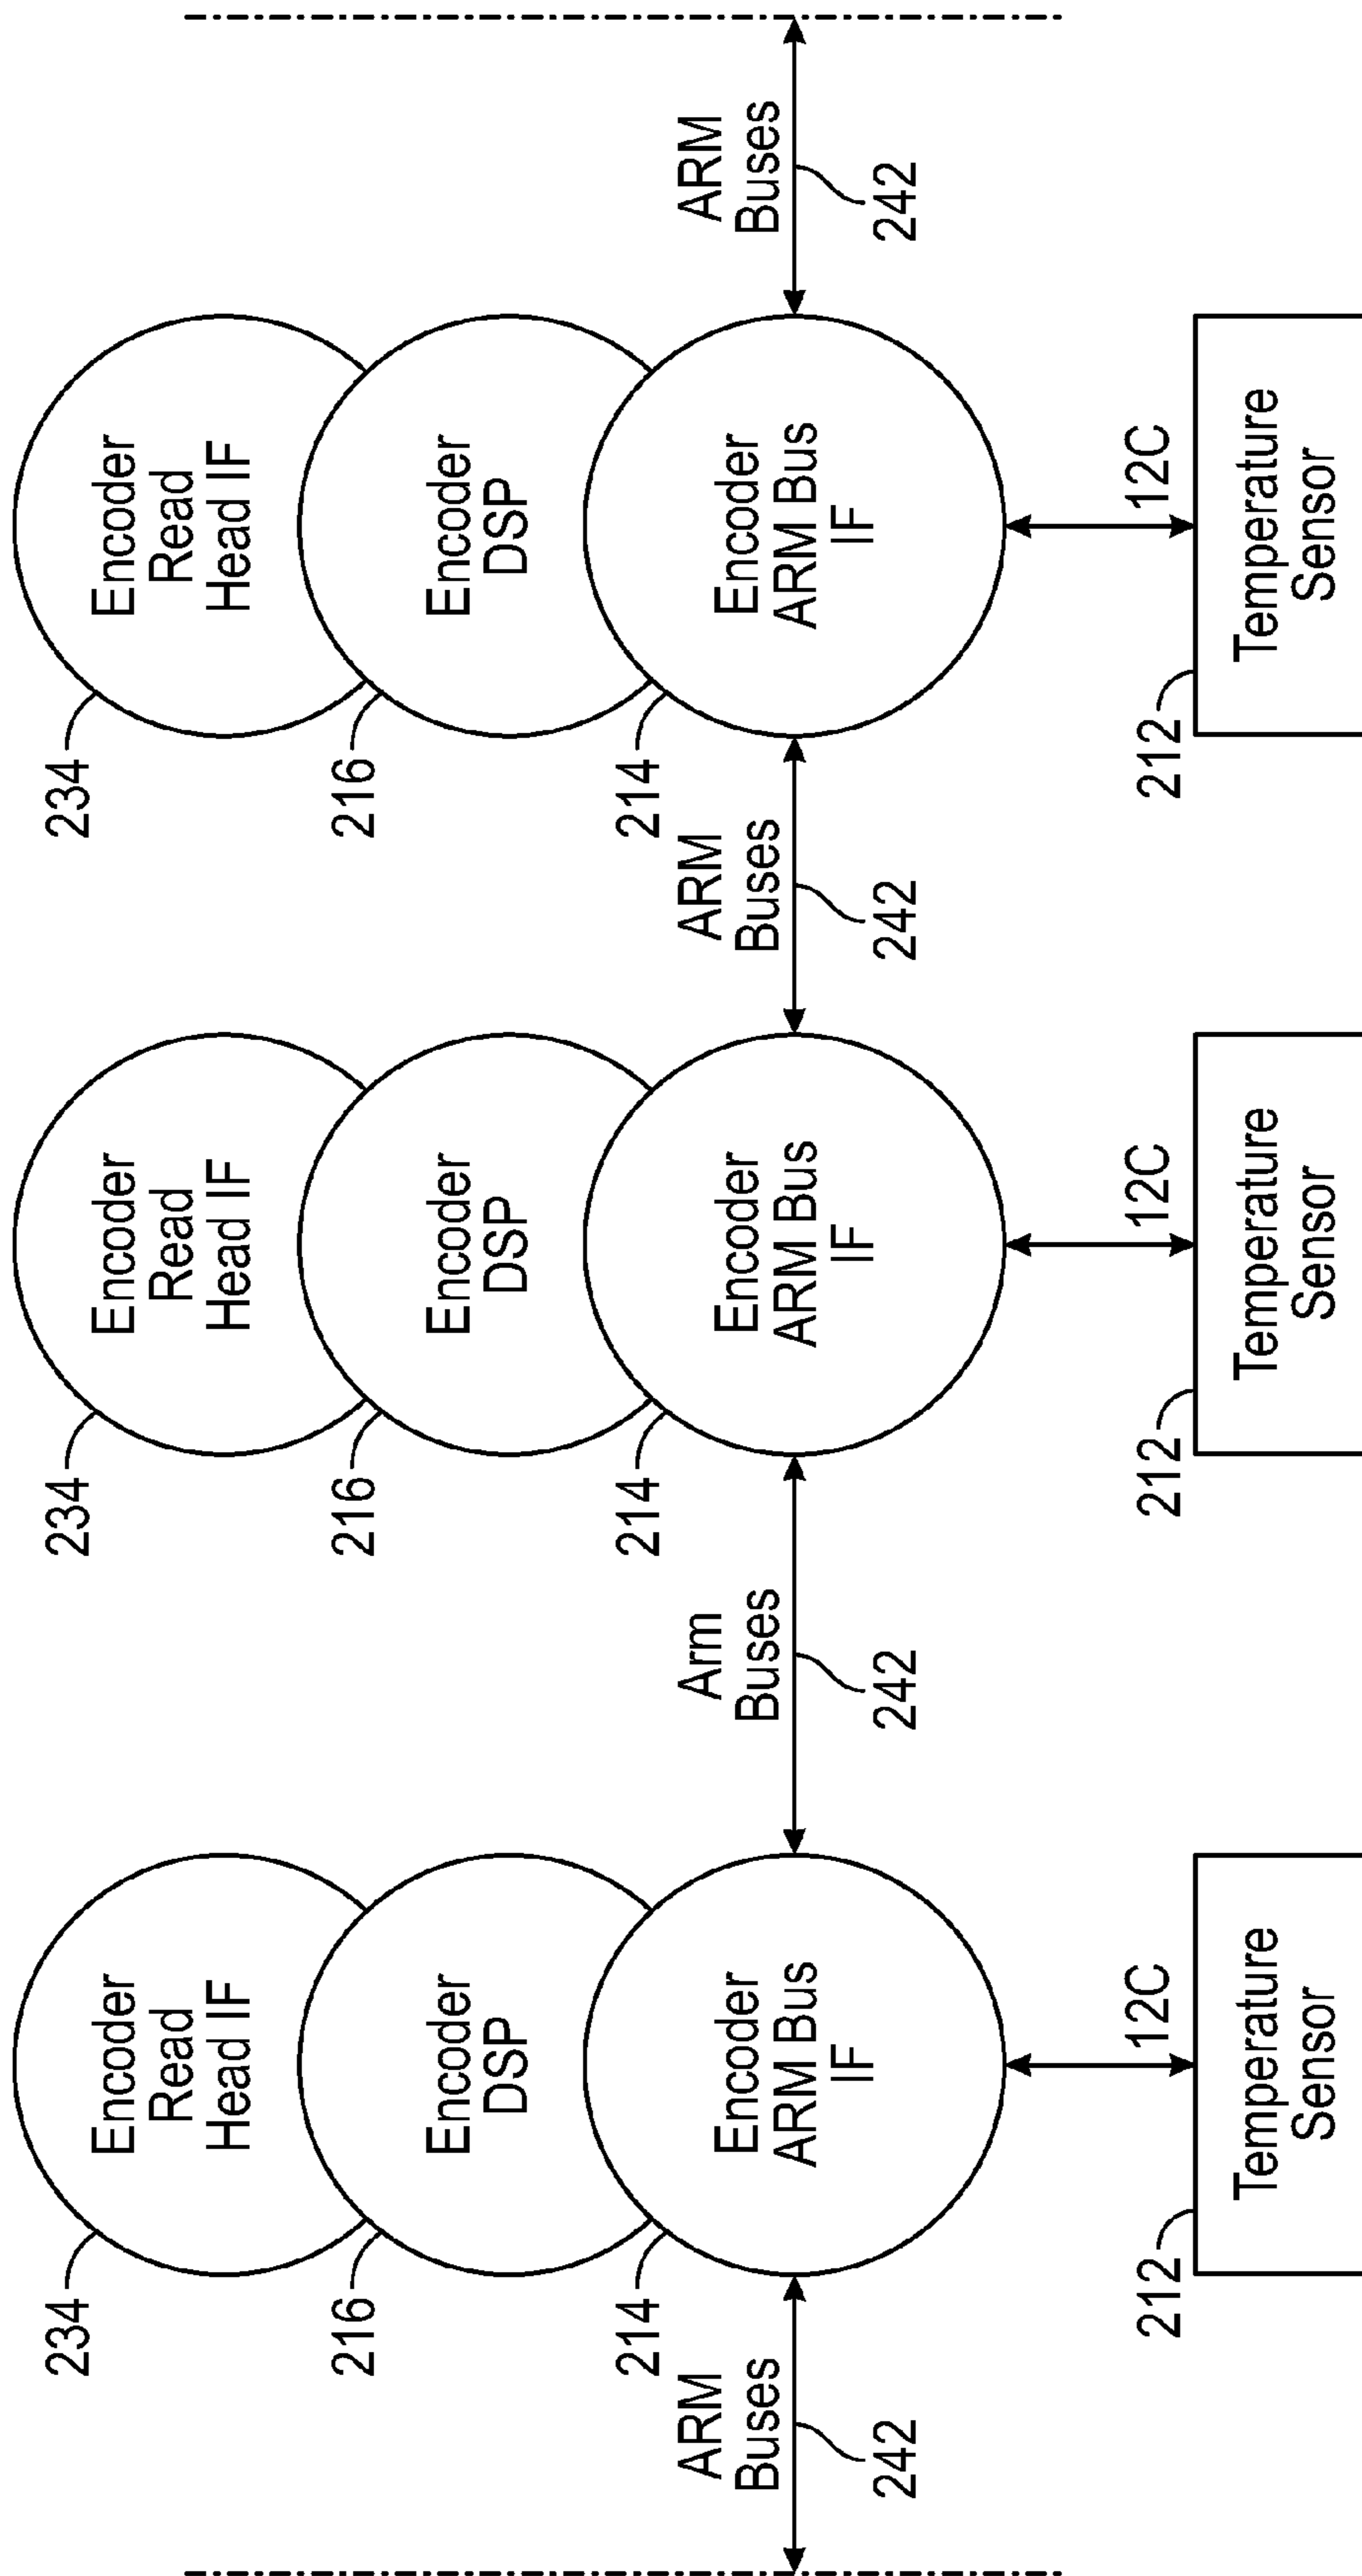 234
Encoder
Read
Head IF
216
Encoder
DSP
214
Encoder
ARM Bus
IF
ARM
Buses
242
12C
212
Temperature
Sensor
Arm
Buses
242
234
Encoder
Read
Head IF
216
Encoder
DSP
214
Encoder
ARM Bus
IF
12C
212
Temperature
Sensor
ARM
Buses
242
234
Encoder
Read
Head IF
216
Encoder
DSP
214
Encoder
ARM Bus
IF
12C
212
Temperature
Sensor
ARM
Buses
242